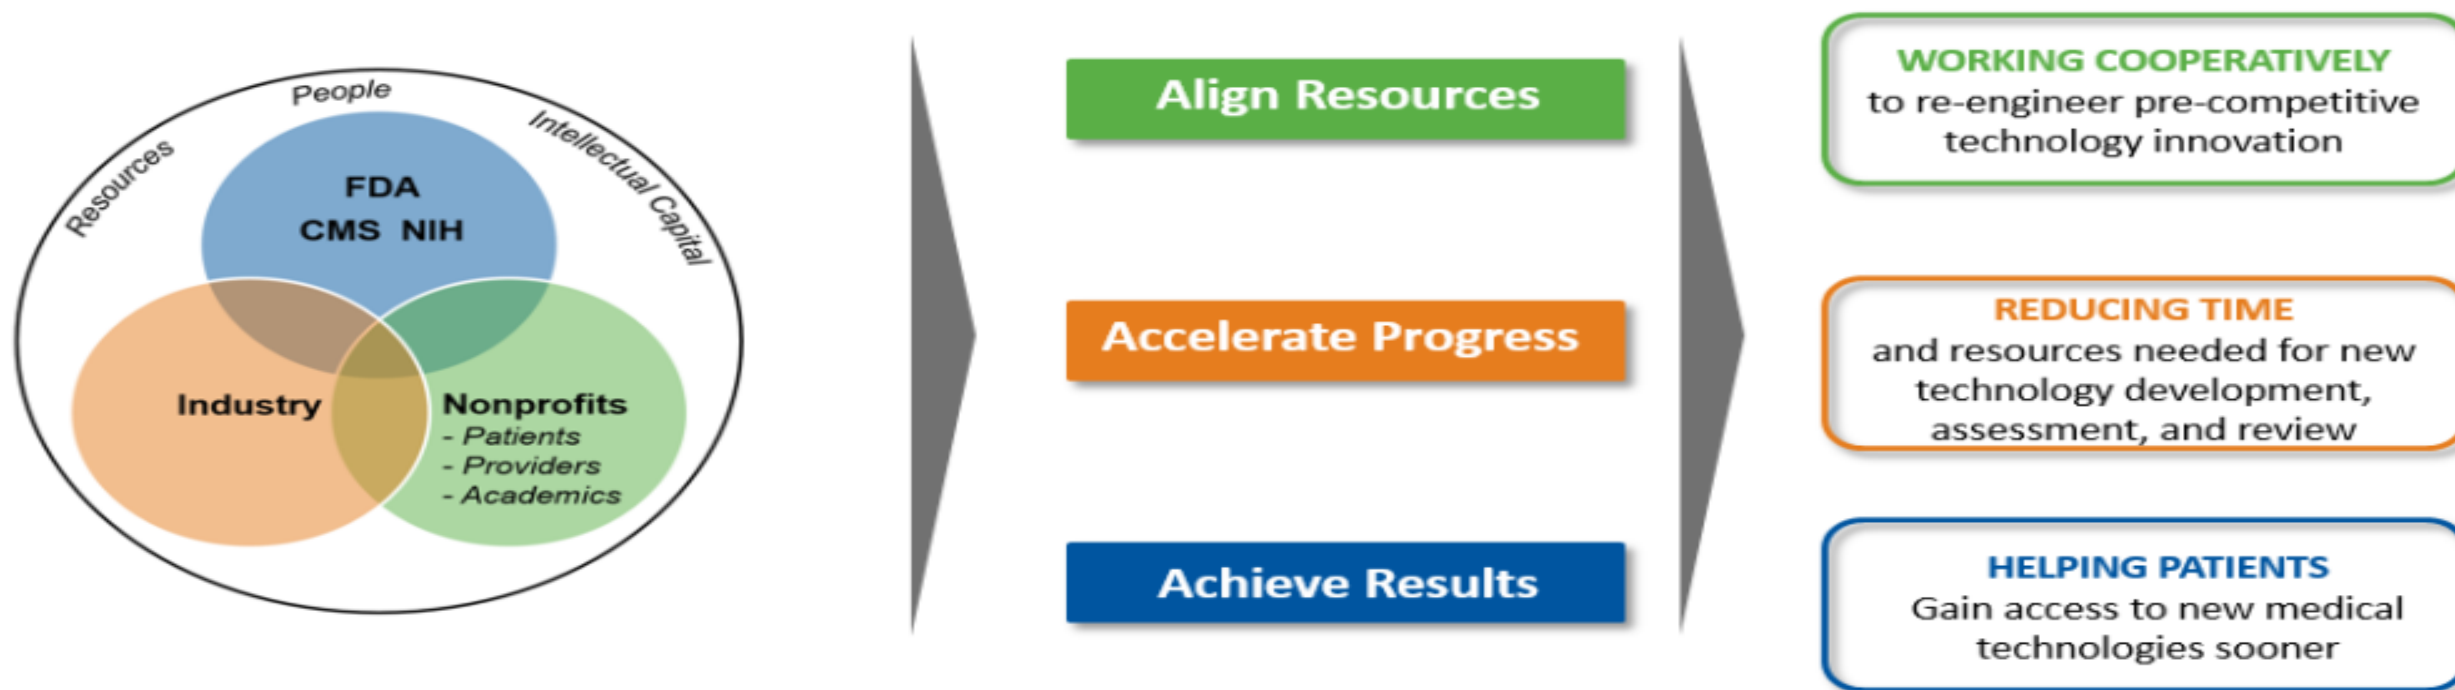 People
Resources
Intellectual Capital
FDA
CMS NIH
Industry
Nonprofits
- Patients
- Providers
- Academics
Align Resources
Accelerate Progress
Achieve Results
WORKING COOPERATIVELY
to re-engineer pre-competitive
technology innovation
REDUCING TIME
and resources needed for new
technology development,
assessment, and review
HELPING PATIENTS
Gain access to new medical
technologies sooner